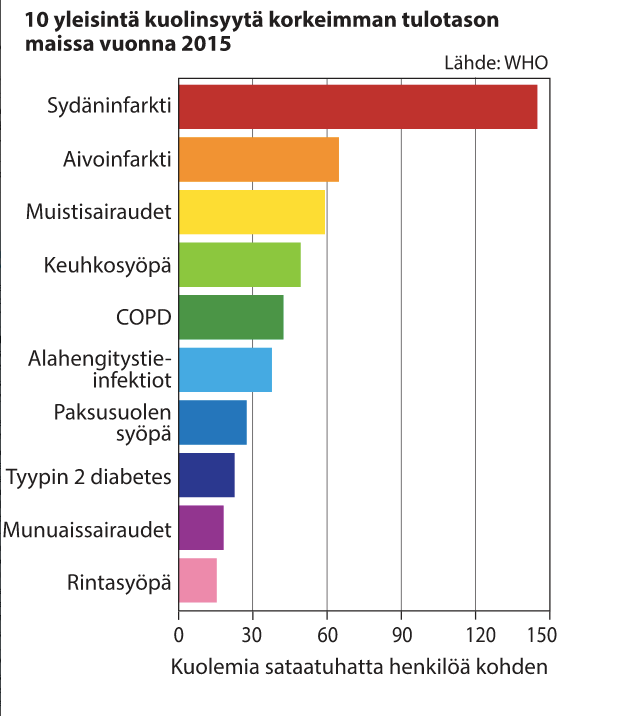 10 yleisintä kuolinsyytä korkeimman tulotason
maissa vuonna 2015
Lähde: WHO
Sydäninfarkti
Aivoinfarkti
Muistisairaudet
Keuhkosyöpä
COPD
Alahengitystie-
infektiot
Paksusuolen
syöpä
Tyypin 2 diabetes
Munuaissairaudet
Rintasyöpä
0 30 60 90 120 150
Kuolemia sataatuhatta henkilöä kohden